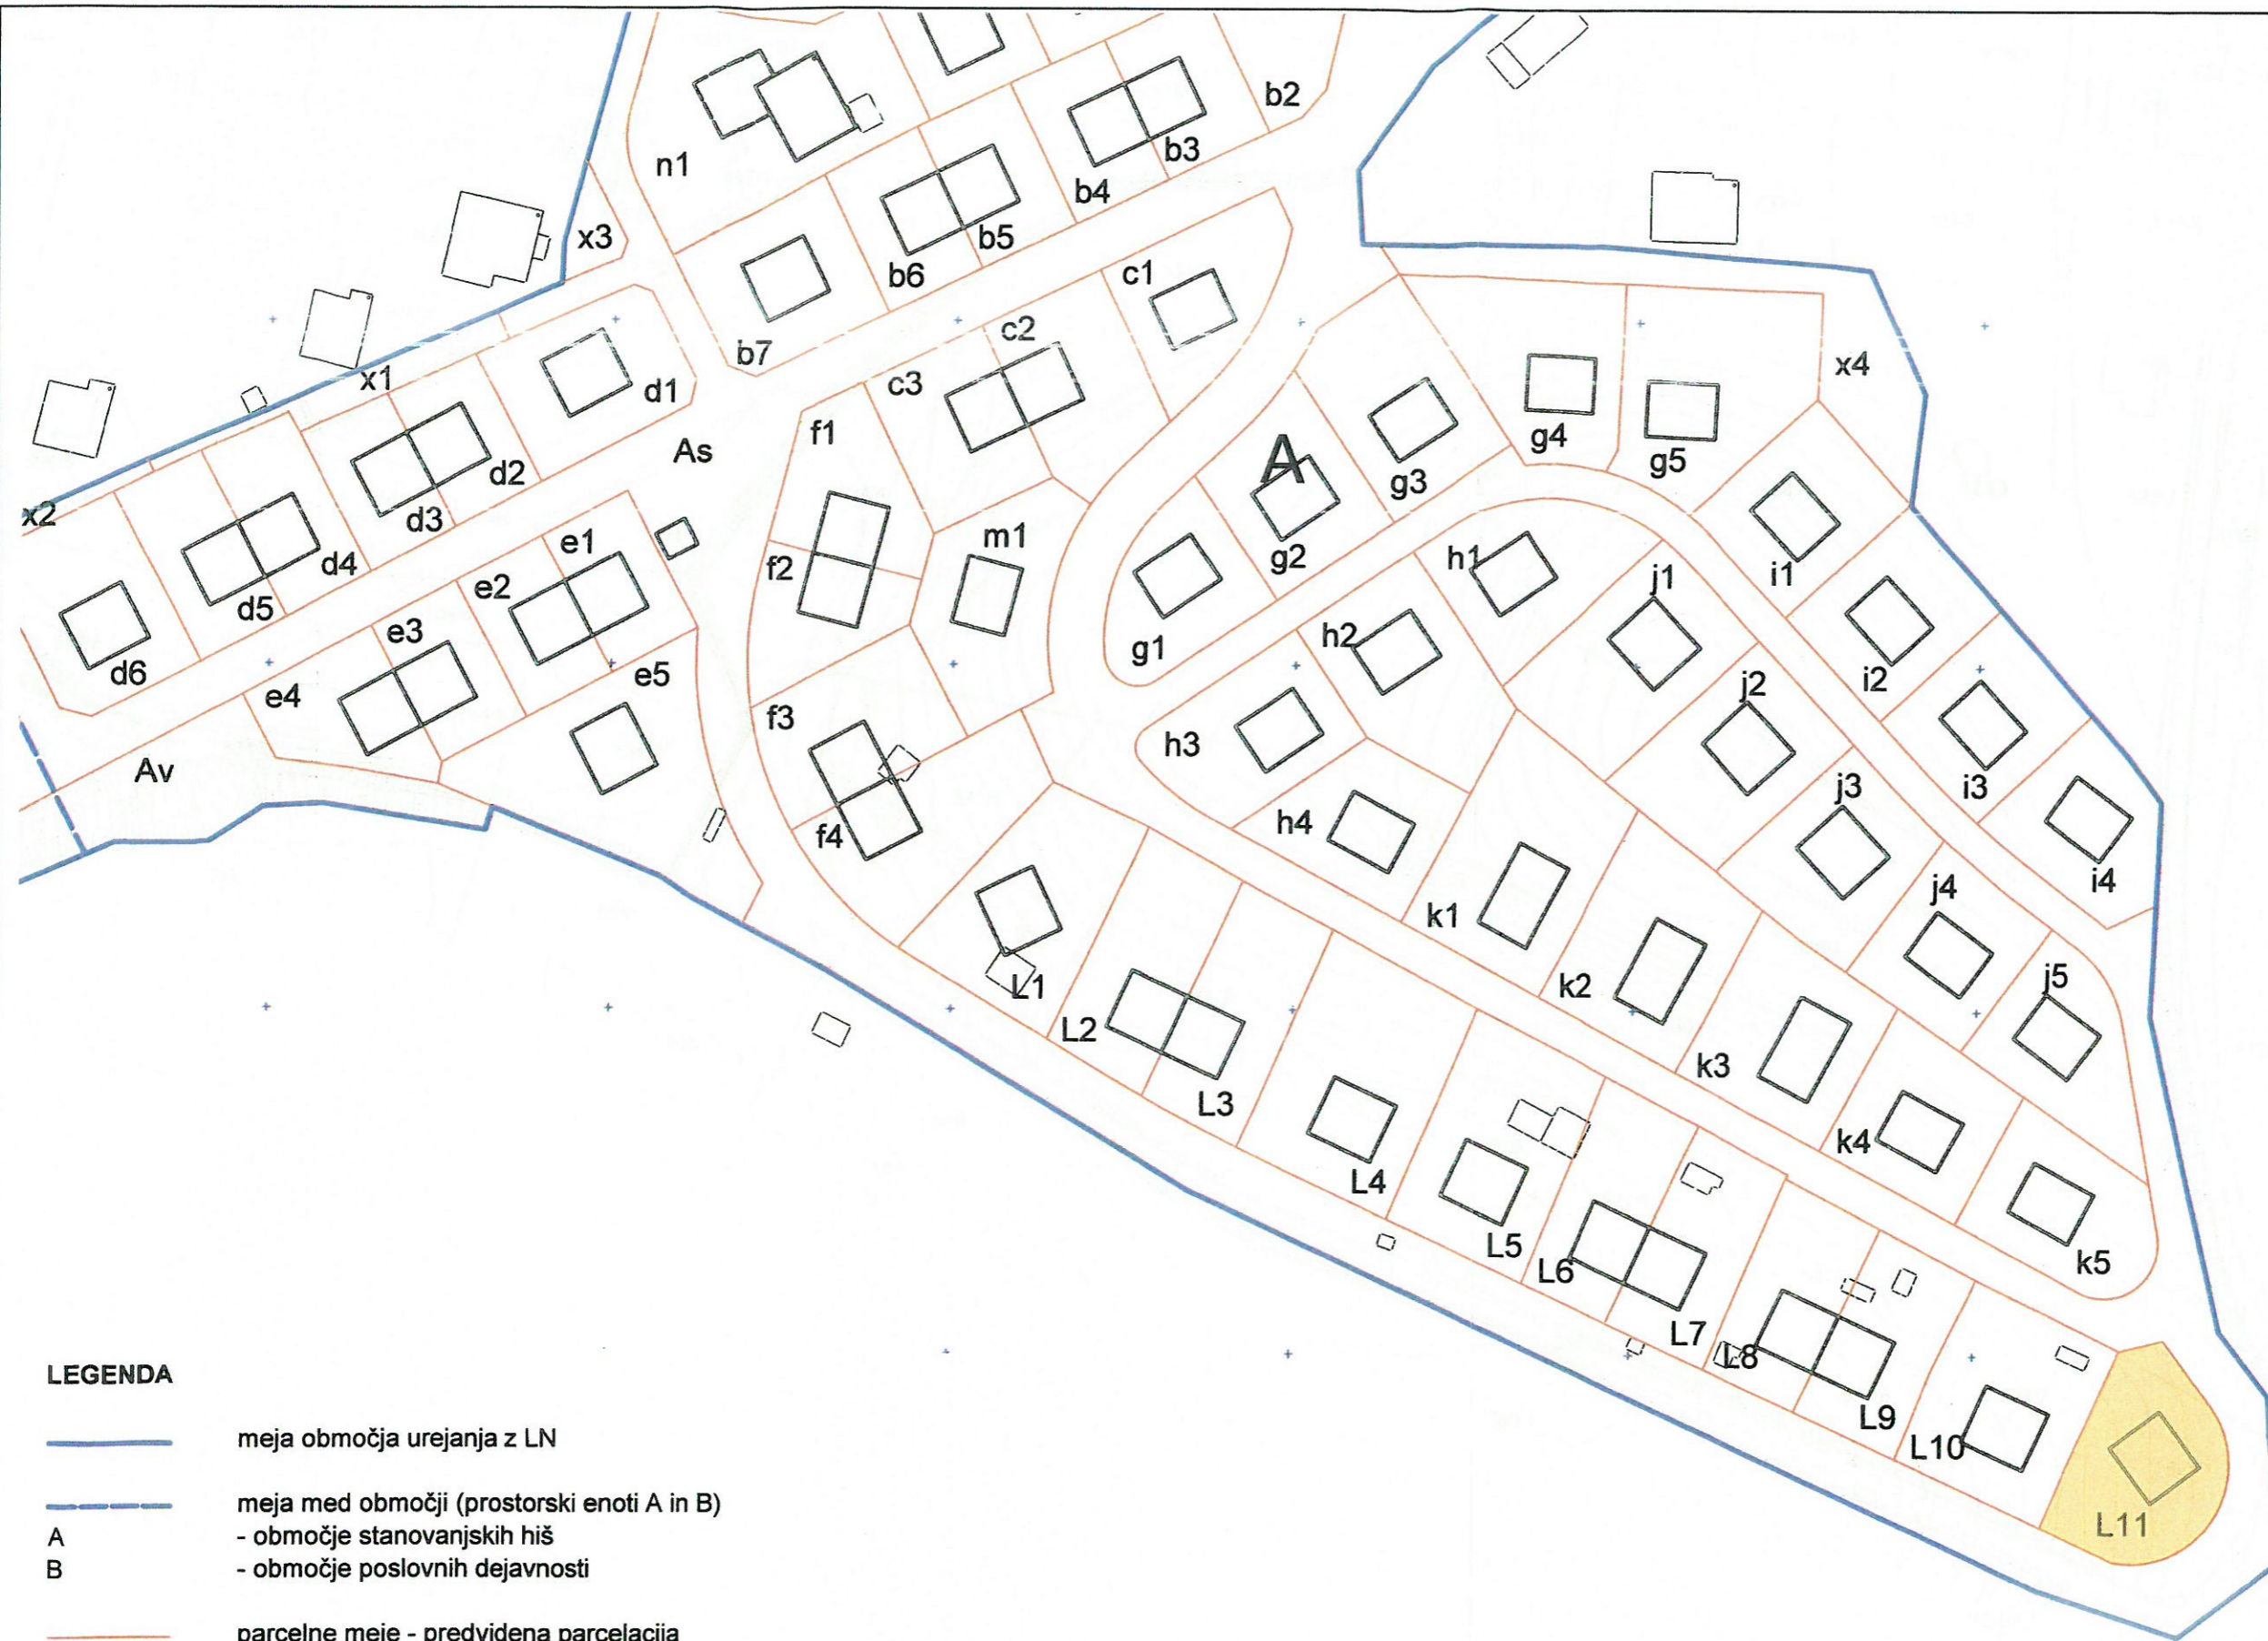 b2
b3
n1
b4
x3
b5
b6
c1
c2
b7
x1
c3
d1
x4
f1
A
g4
As
g5
g3
d2
x2
d3
m1
e1
g2
h1
d4
f2
i1
j1
e2
d5
e3
h2
g1
d6
e5
i2
j2
e4
f3
h3
Av
i3
j3
h4
f4
i4
j4
k1
j5
k2
L1
L2
k3
L3
k4
L4
L5
k5
L6
L7
L8
L9
L10
L11
LEGENDA
meja območja urejanja z LN
meja med območji (prostorski enoti A in B)
A - območje stanovanjskih hiš
B - območje poslovnih dejavnosti
parcelne meje - predvidena parcelacija